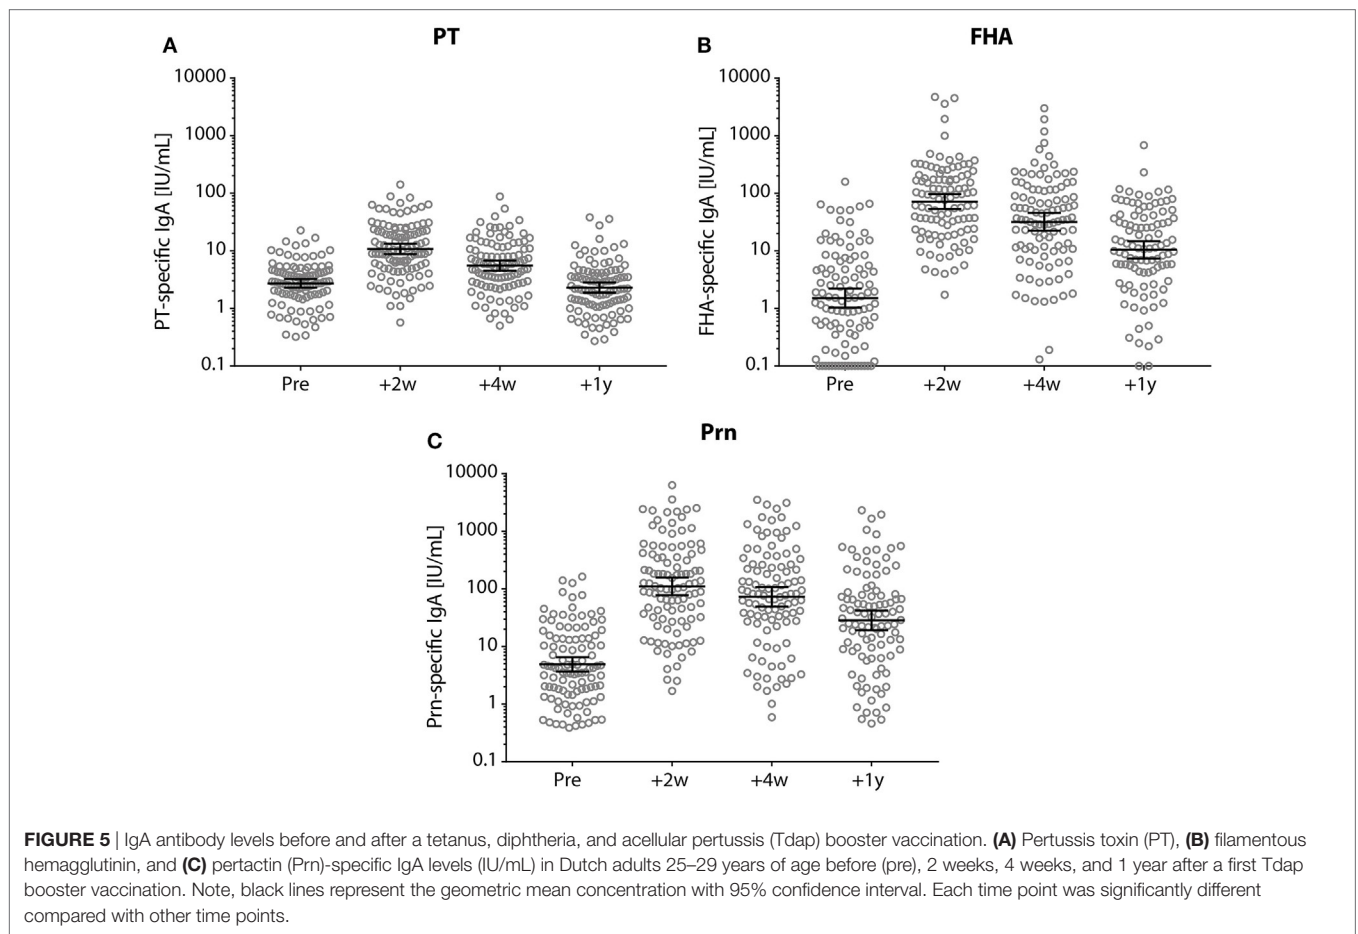 A
PT
PT-specific IgA [IU/mL]
10000
1000
100
10
1
0.1
Pre
+2w
+4w
+1y
B
FHA
FHA-specific IgA [IU/mL]
10000
1000
100
10
1
0.1
Pre
+2w
+4w
+1y
C
Prn
Prn-specific IgA [IU/mL]
10000
1000
100
10
1
0.1
Pre
+2w
+4w
+1y
FIGURE 5 | IgA antibody levels before and after a tetanus, diphtheria, and acellular pertussis (Tdap) booster vaccination. (A) Pertussis toxin (PT), (B) filamentous
hemagglutinin, and (C) pertactin (Prn)-specific IgA levels (IU/mL) in Dutch adults 25–29 years of age before (pre), 2 weeks, 4 weeks, and 1 year after a first Tdap
booster vaccination. Note, black lines represent the geometric mean concentration with 95% confidence interval. Each time point was significantly different
compared with other time points.